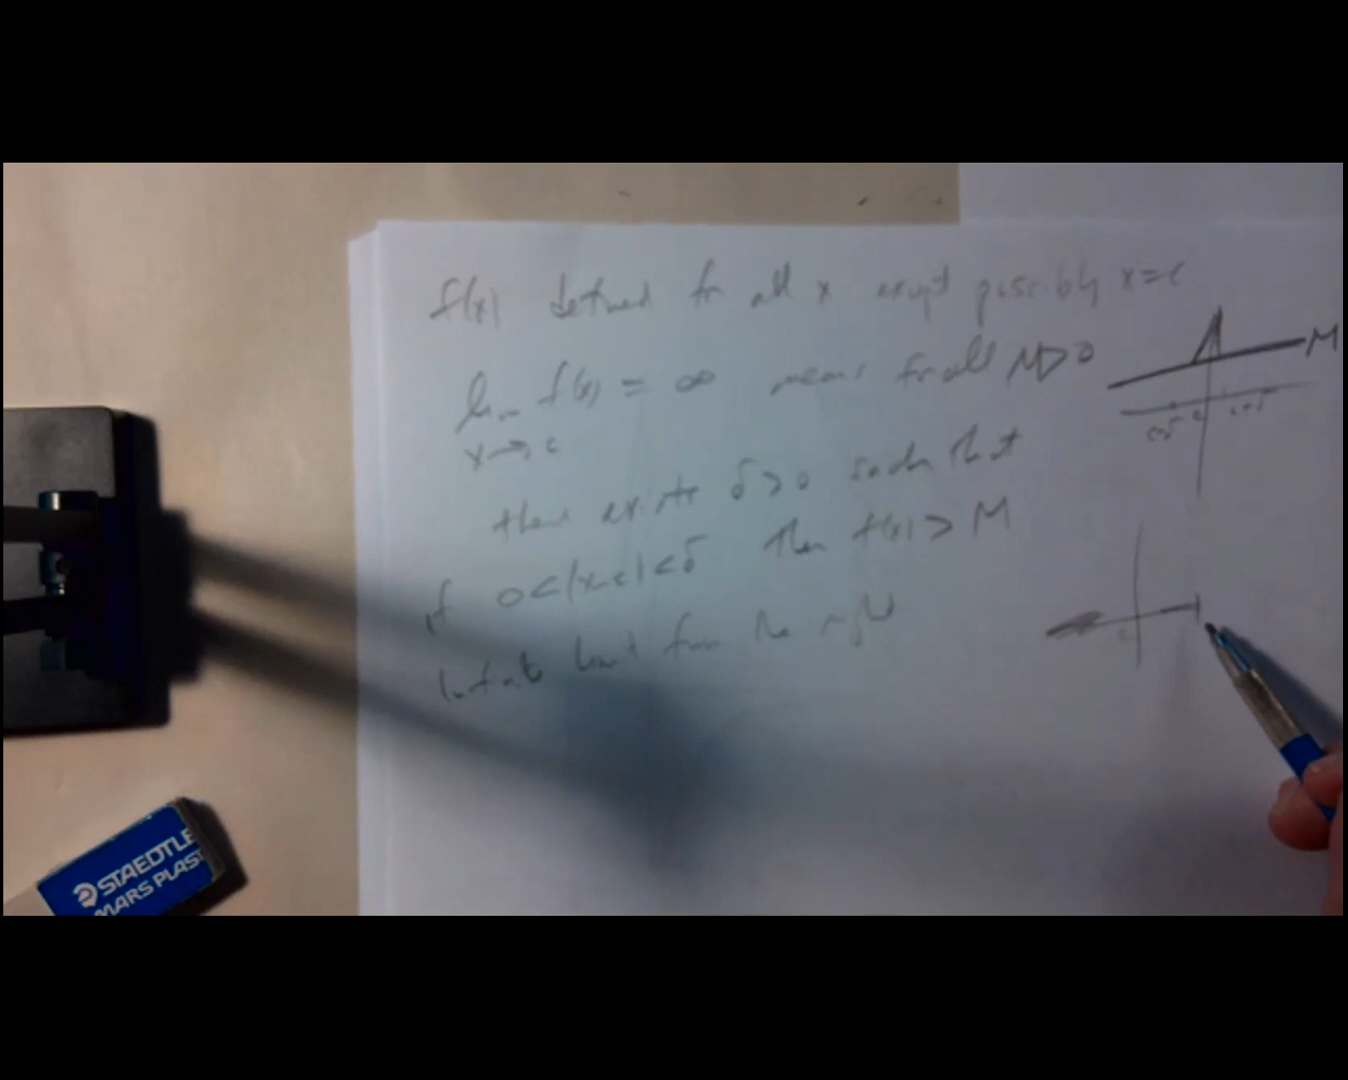 f(x) defined for all x except possibly x=c
lim f(x) = ∞ means for all M>0
x→c
there exists δ>0 such that
if 0<|x-c|<δ then f(x) > M
Infinite limit from the right
M
c-δ c c+δ
c
STAEDTLE
MARS PLAST